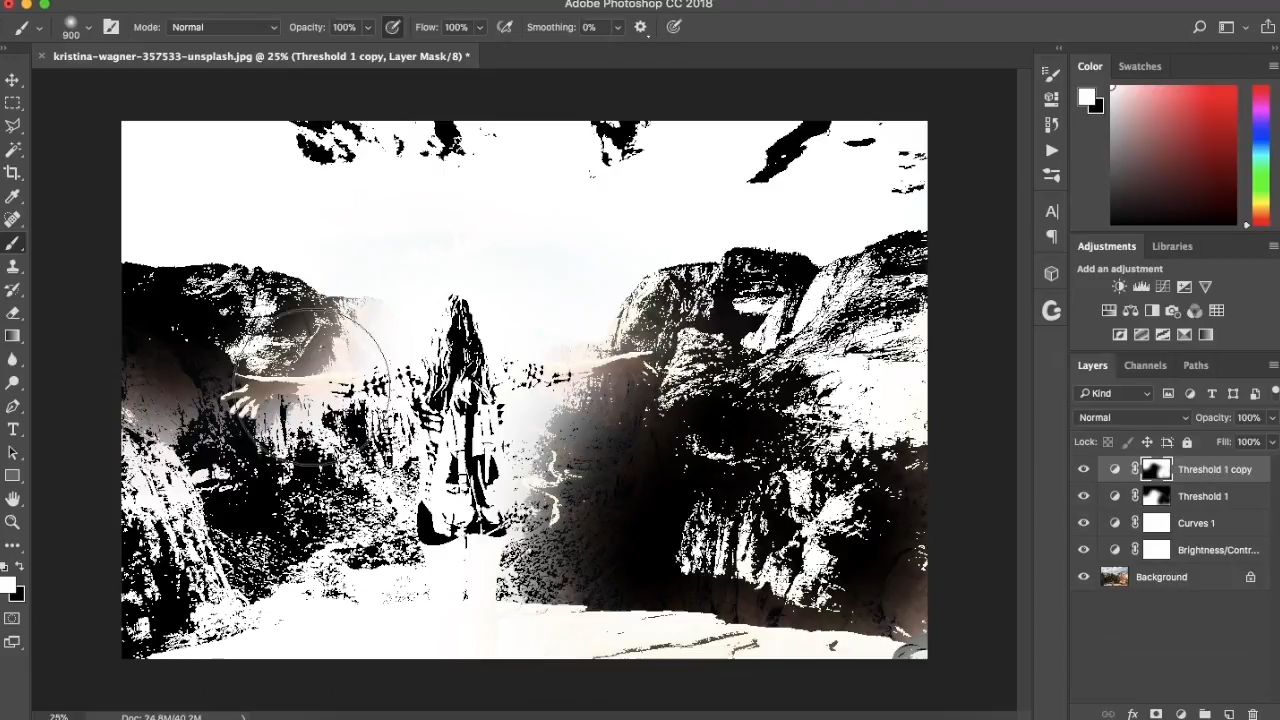 Adobe Photoshop CC 2018
900 Mode: Normal Opacity: 100% Flow: 100% Smoothing: 0%
kristina-wagner-357533-unsplash.jpg @ 25% (Threshold 1 copy, Layer Mask/8) *
Color Swatches
Adjustments Libraries
Add an adjustment
Layers Channels Paths
Kind
Normal Opacity: 100%
Lock: Fill: 100%
Threshold 1 copy
Threshold 1
Curves 1
Brightness/Contr...
Background
25% Doc: 24.8M/40.2M